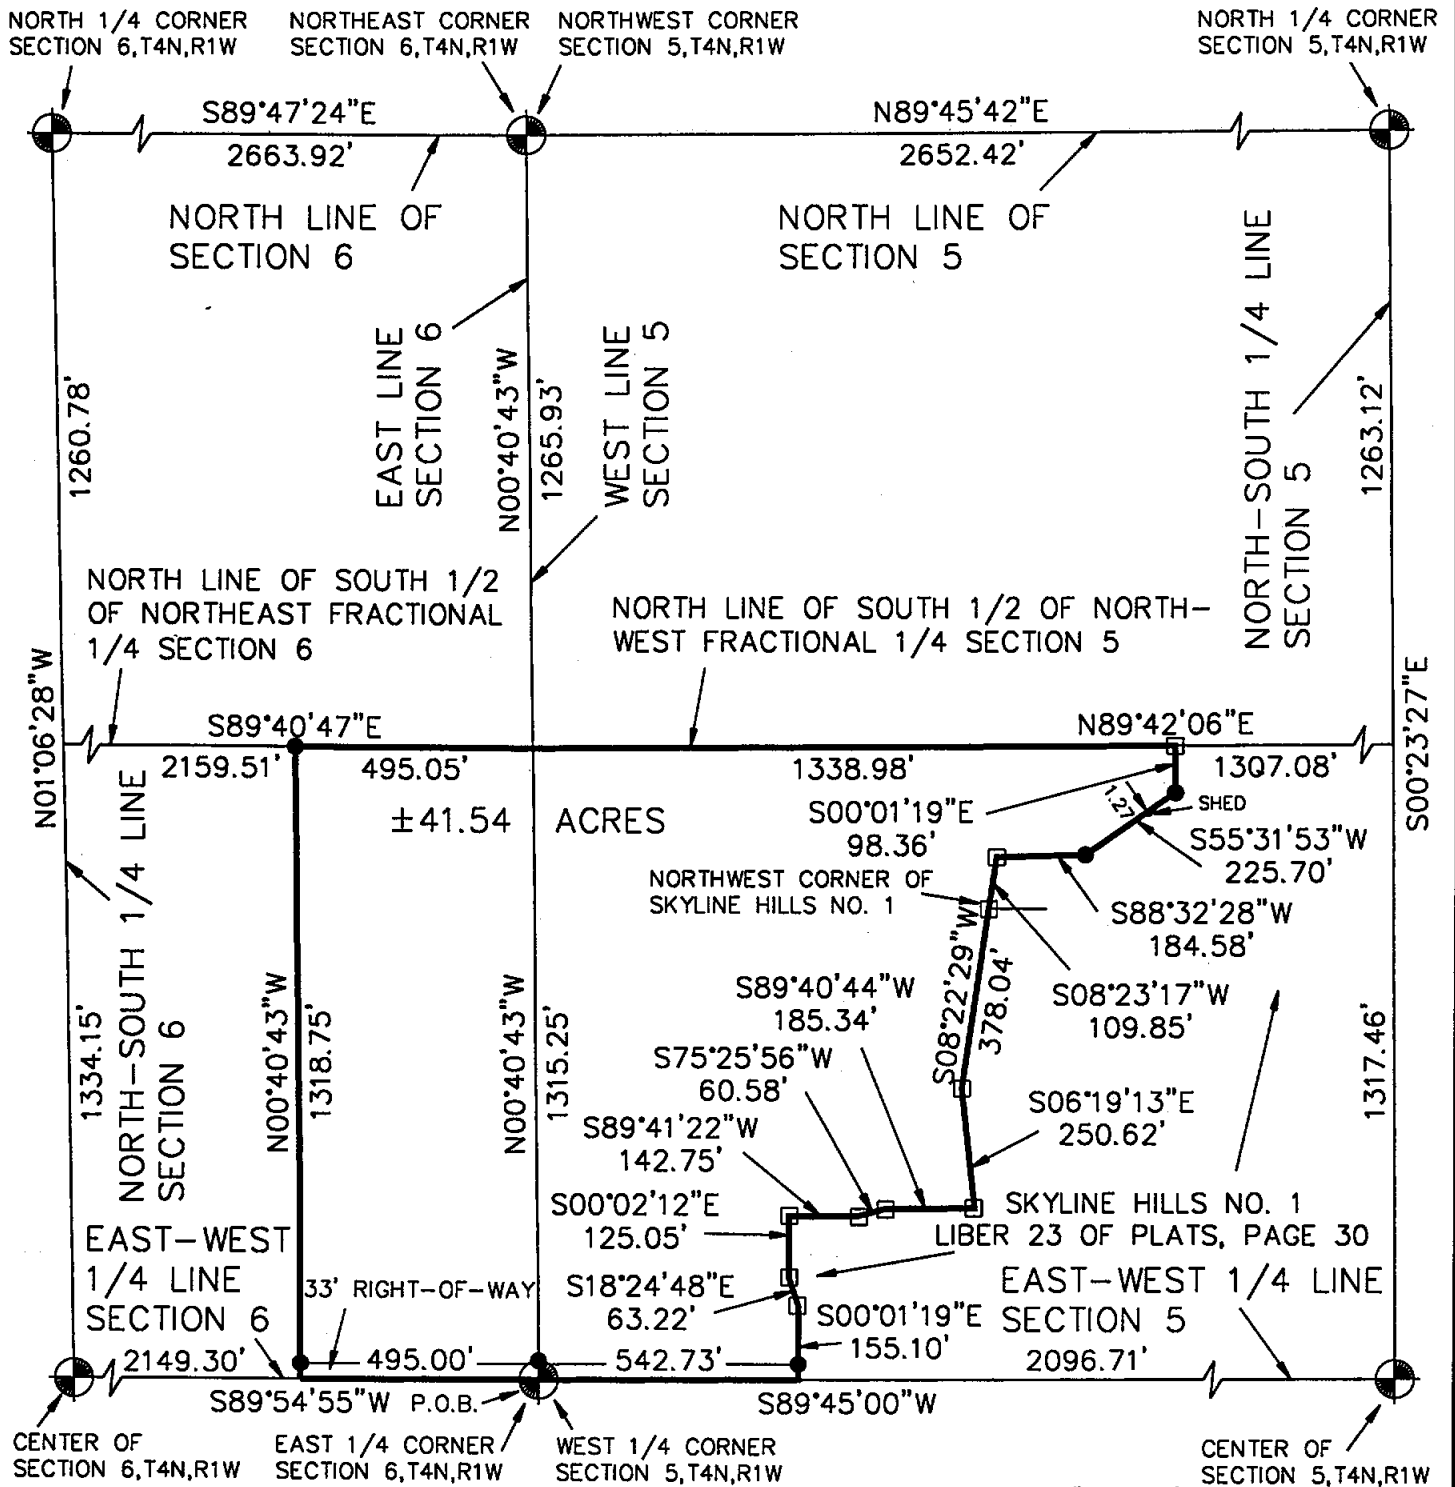 NORTH 1/4 CORNER
SECTION 6,T4N,R1W
NORTHEAST CORNER
SECTION 6,T4N,R1W
NORTHWEST CORNER
SECTION 5,T4N,R1W
NORTH 1/4 CORNER
SECTION 5,T4N,R1W
S89°47'24"E
2663.92'
N89°45'42"E
2652.42'
NORTH LINE OF
SECTION 6
NORTH LINE OF
SECTION 5
EAST LINE
SECTION 6
N00°40'43"W
1265.93'
WEST LINE
SECTION 5
NORTH-SOUTH 1/4 LINE
SECTION 5
1260.78'
1263.12'
NORTH LINE OF SOUTH 1/2
OF NORTHEAST FRACTIONAL
1/4 SECTION 6
NORTH LINE OF SOUTH 1/2 OF NORTH-
WEST FRACTIONAL 1/4 SECTION 5
N01°06'28"W
S00°23'27"E
S89°40'47"E
2159.51'
495.05'
N89°42'06"E
1338.98'
1307.08'
±41.54 ACRES
S00°01'19"E
98.36'
1.27
SHED
S55°31'53"W
225.70'
NORTHWEST CORNER OF
SKYLINE HILLS NO. 1
S88°32'28"W
184.58'
S08°22'29"W
378.04'
S08°23'17"W
109.85'
S89°40'44"W
185.34'
S75°25'56"W
60.58'
S89°41'22"W
142.75'
S06°19'13"E
250.62'
1334.15'
NORTH-SOUTH 1/4 LINE
SECTION 6
N00°40'43"W
1318.75'
N00°40'43"W
1315.25'
1317.46'
S00°02'12"E
125.05'
SKYLINE HILLS NO. 1
LIBER 23 OF PLATS, PAGE 30
EAST-WEST
1/4 LINE
SECTION 6
33' RIGHT-OF-WAY
S18°24'48"E
63.22'
S00°01'19"E
155.10'
EAST-WEST 1/4 LINE
SECTION 5
2149.30'
495.00'
542.73'
2096.71'
S89°54'55"W
P.O.B.
S89°45'00"W
CENTER OF
SECTION 6,T4N,R1W
EAST 1/4 CORNER
SECTION 6,T4N,R1W
WEST 1/4 CORNER
SECTION 5,T4N,R1W
CENTER OF
SECTION 5,T4N,R1W